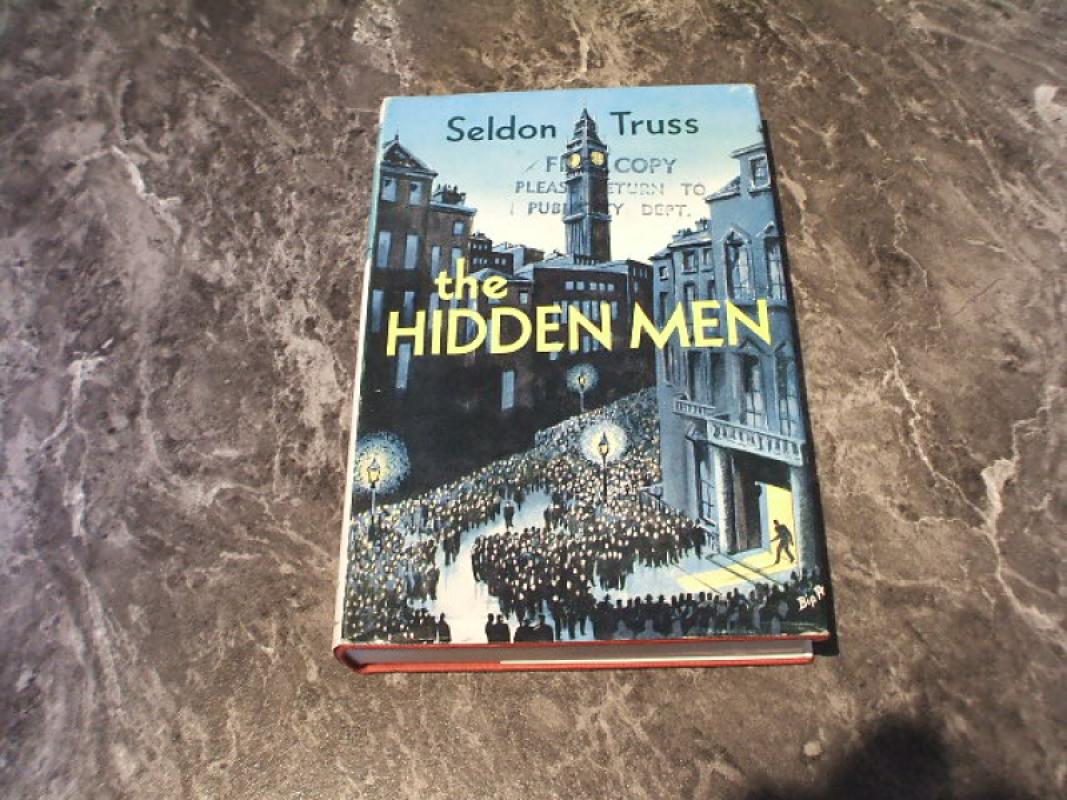 Seldon Truss
COPY
TO
DEPT.
the
HIDDEN MEN